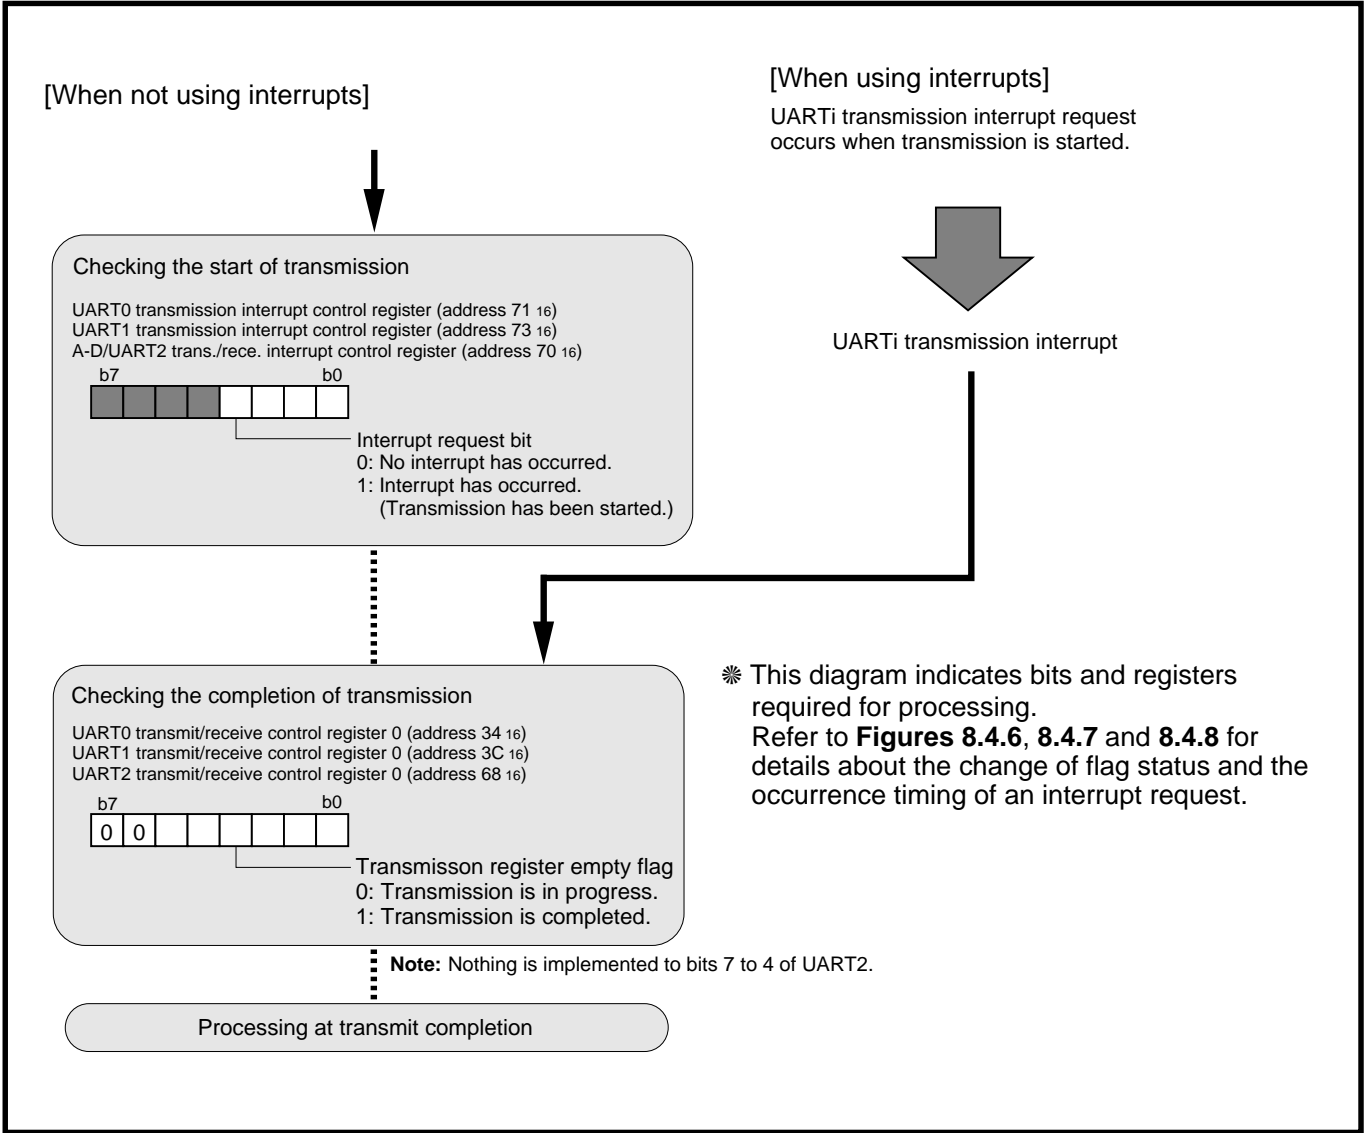 [When not using interrupts]
[When using interrupts]
UARTi transmission interrupt request
occurs when transmission is started.
Checking the start of transmission
UART0 transmission interrupt control register (address 71 16)
UART1 transmission interrupt control register (address 73 16)
A-D/UART2 trans./rece. interrupt control register (address 70 16)
b7 b0
Interrupt request bit
0: No interrupt has occurred.
1: Interrupt has occurred.
(Transmission has been started.)
UARTi transmission interrupt
Checking the completion of transmission
UART0 transmit/receive control register 0 (address 34 16)
UART1 transmit/receive control register 0 (address 3C 16)
UART2 transmit/receive control register 0 (address 68 16)
b7 b0
0 0
Transmisson register empty flag
0: Transmission is in progress.
1: Transmission is completed.
❊ This diagram indicates bits and registers
required for processing.
Refer to Figures 8.4.6, 8.4.7 and 8.4.8 for
details about the change of flag status and the
occurrence timing of an interrupt request.
Note: Nothing is implemented to bits 7 to 4 of UART2.
Processing at transmit completion